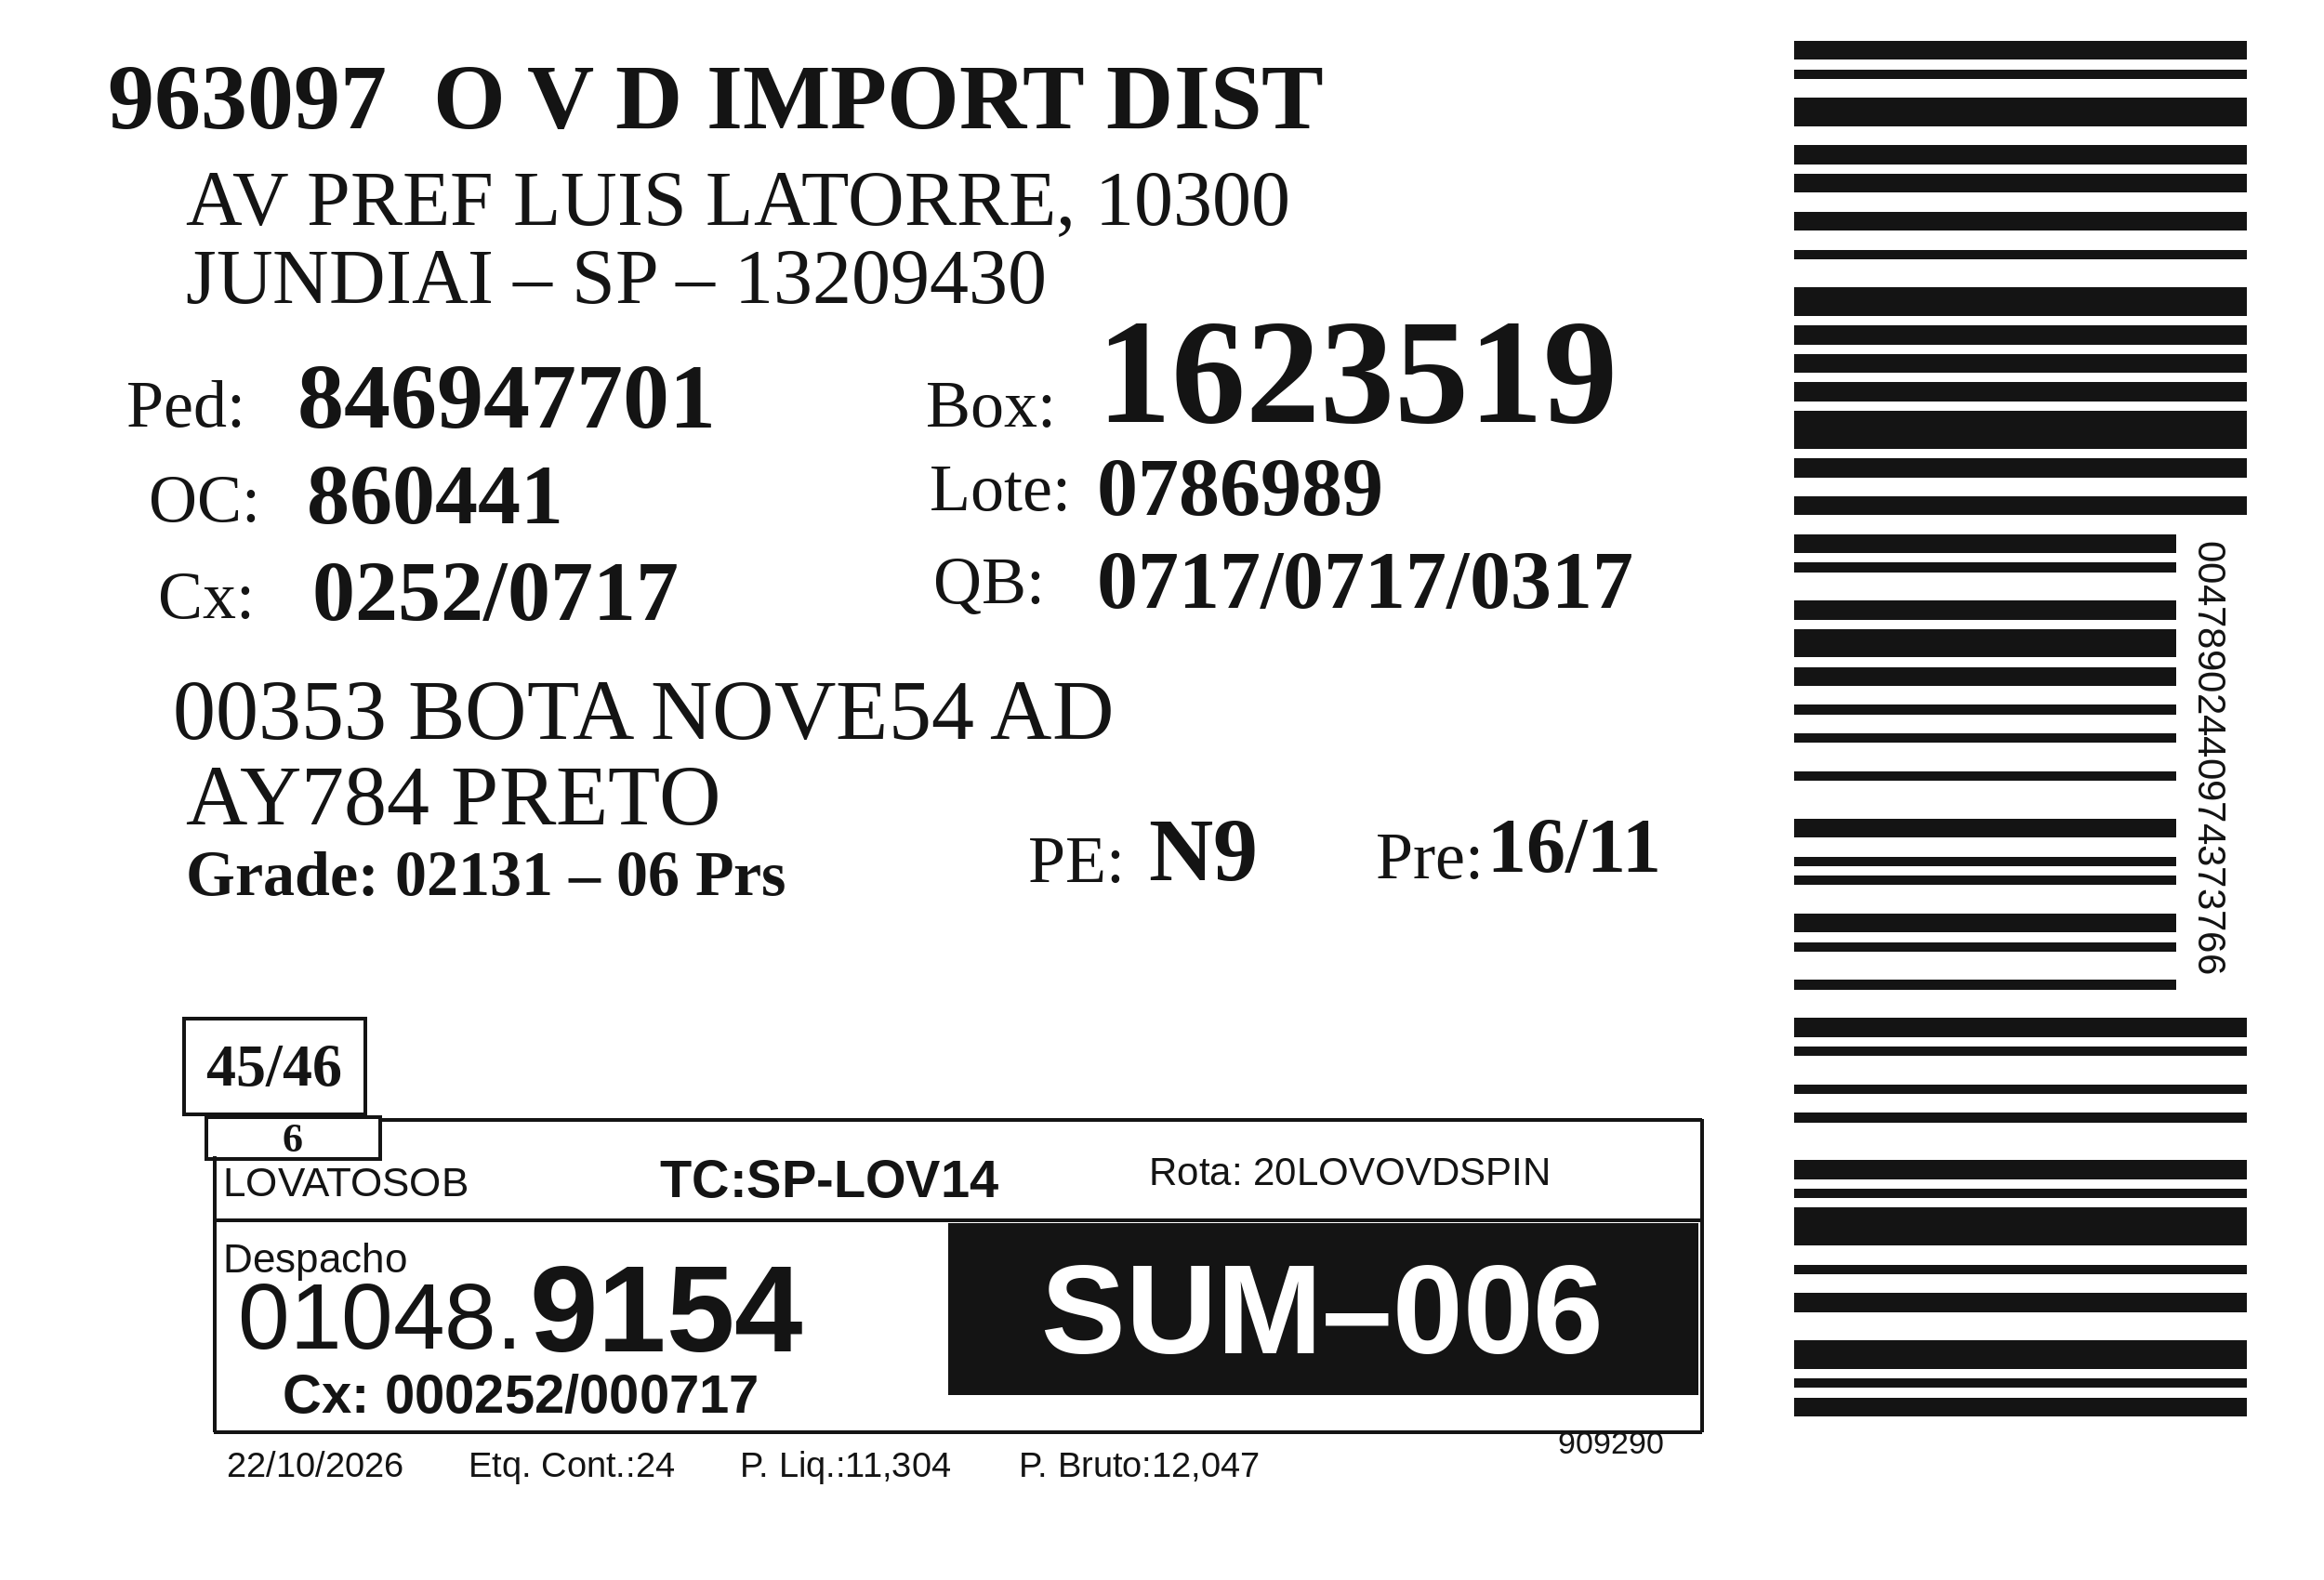 963097 O V D IMPORT DIST
AV PREF LUIS LATORRE, 10300
JUNDIAI – SP – 13209430
Ped: 846947701 Box: 1623519
OC: 860441 Lote: 0786989
Cx: 0252/0717 QB: 0717/0717/0317
00353 BOTA NOVE54 AD
AY784 PRETO
Grade: 02131 – 06 Prs PE: N9 Pre: 16/11
45/46
6
LOVATOSOB TC:SP-LOV14 Rota: 20LOVOVDSPIN
Despacho
01048. 9154 SUM–006
Cx: 000252/000717
909290
22/10/2026 Etq. Cont.:24 P. Liq.:11,304 P. Bruto:12,047
00478902440974373766